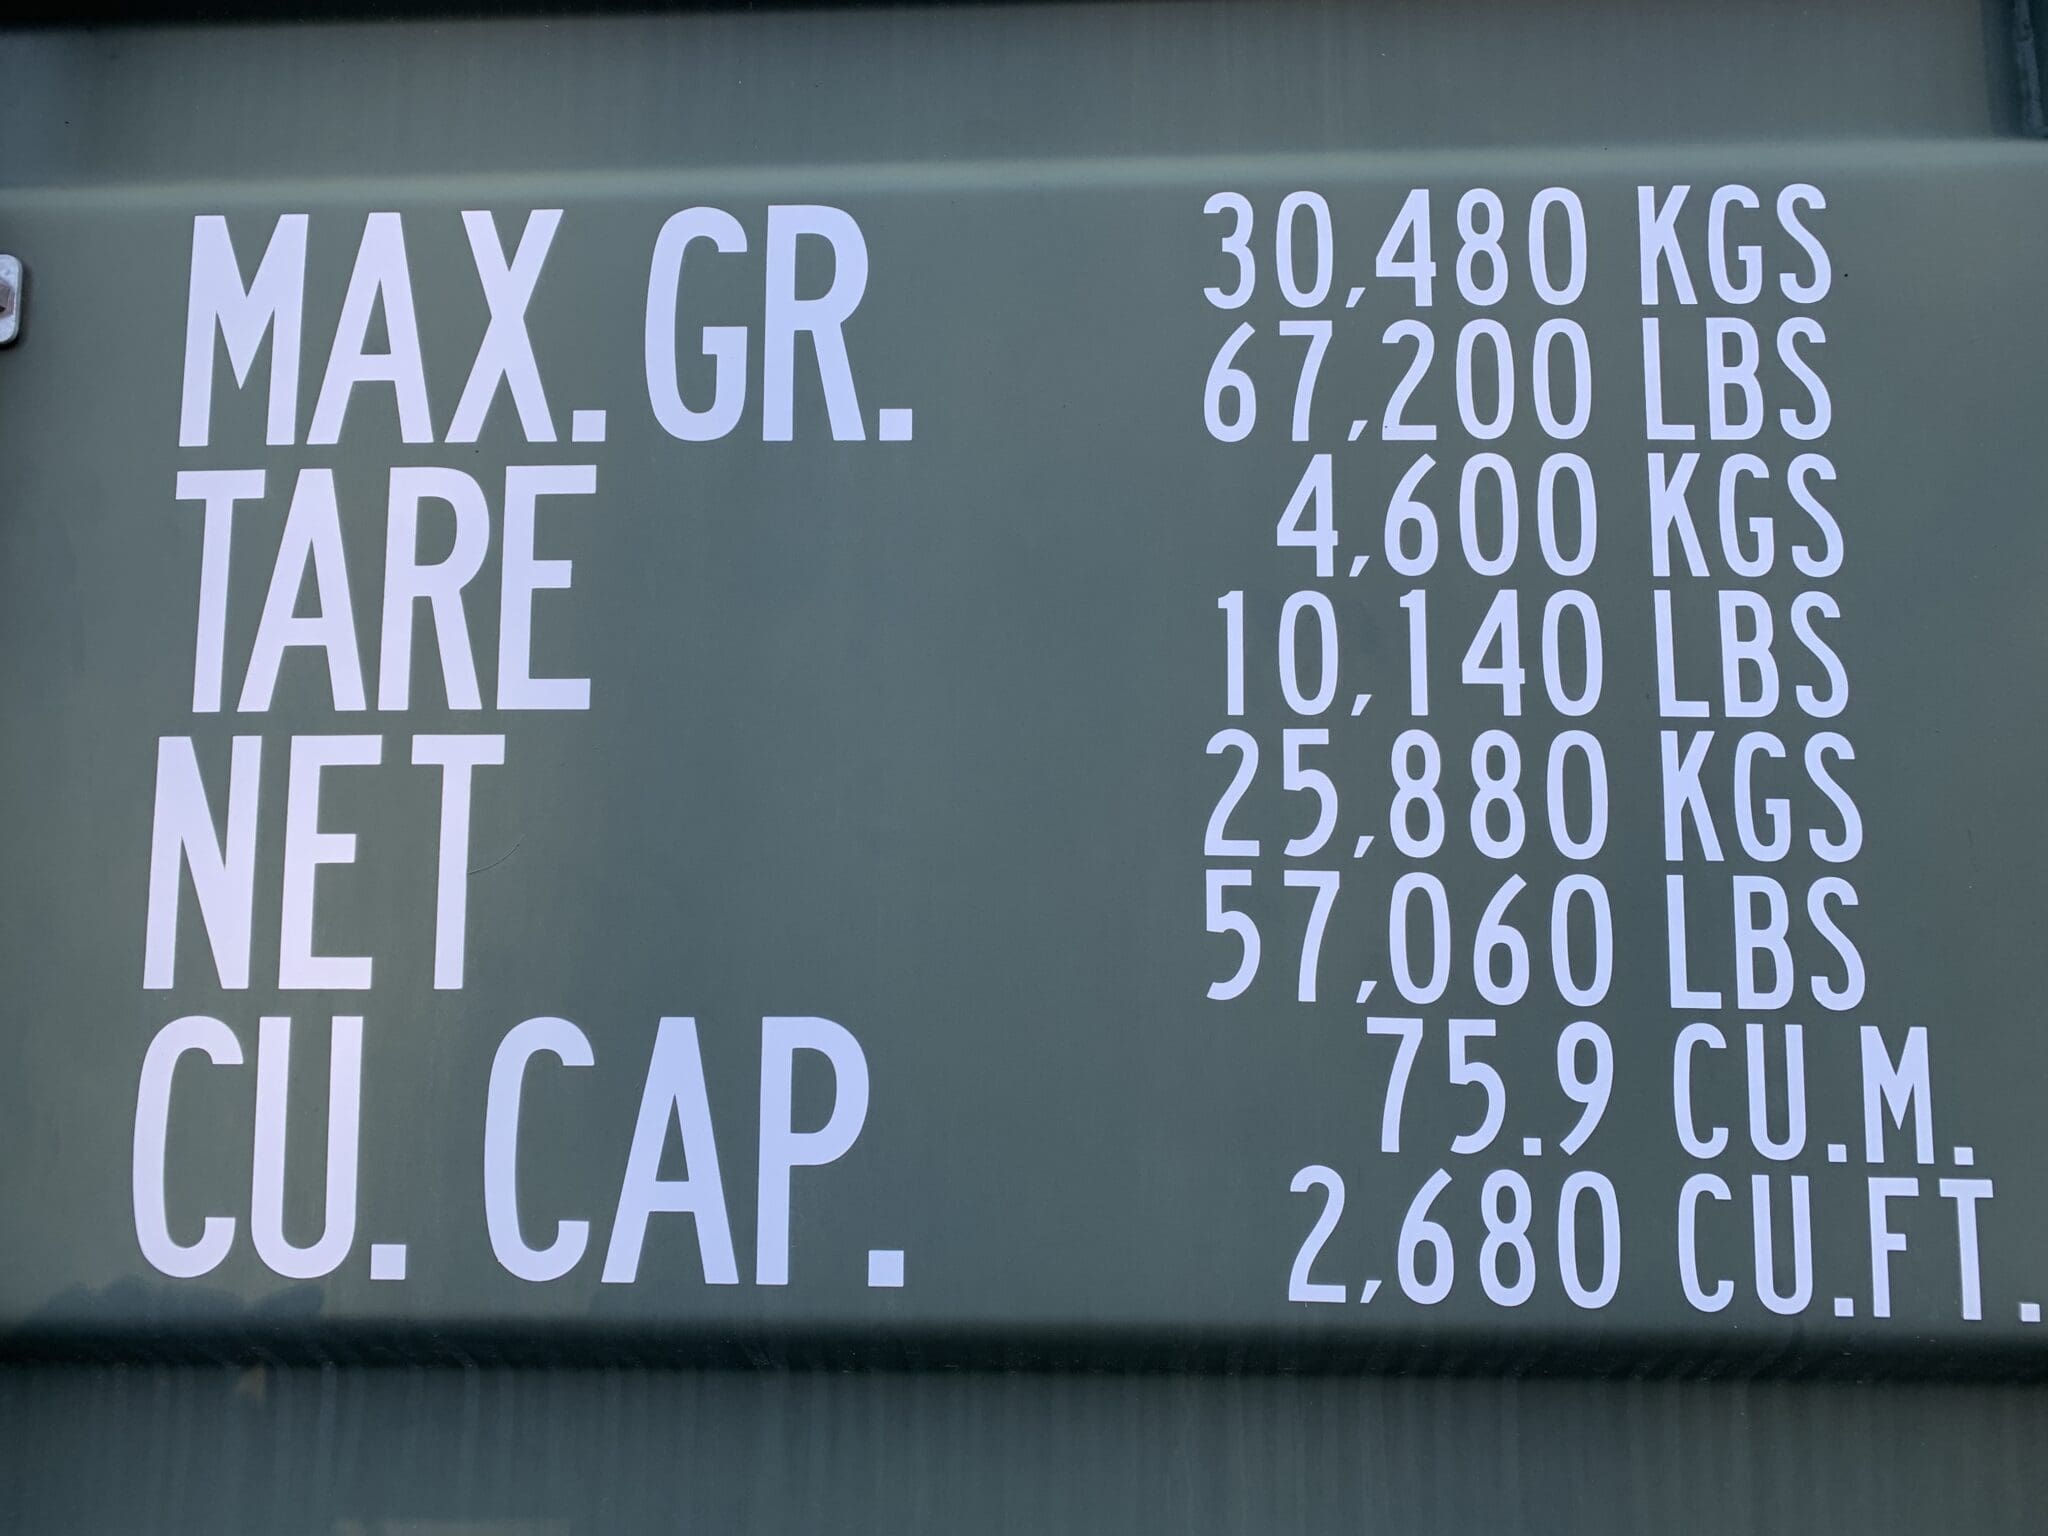 MAX. GR. 30,480 KGS
67,200 LBS
TARE 4,600 KGS
10,140 LBS
NET 25,880 KGS
57,060 LBS
CU. CAP. 75.9 CU.M.
2,680 CU.FT.